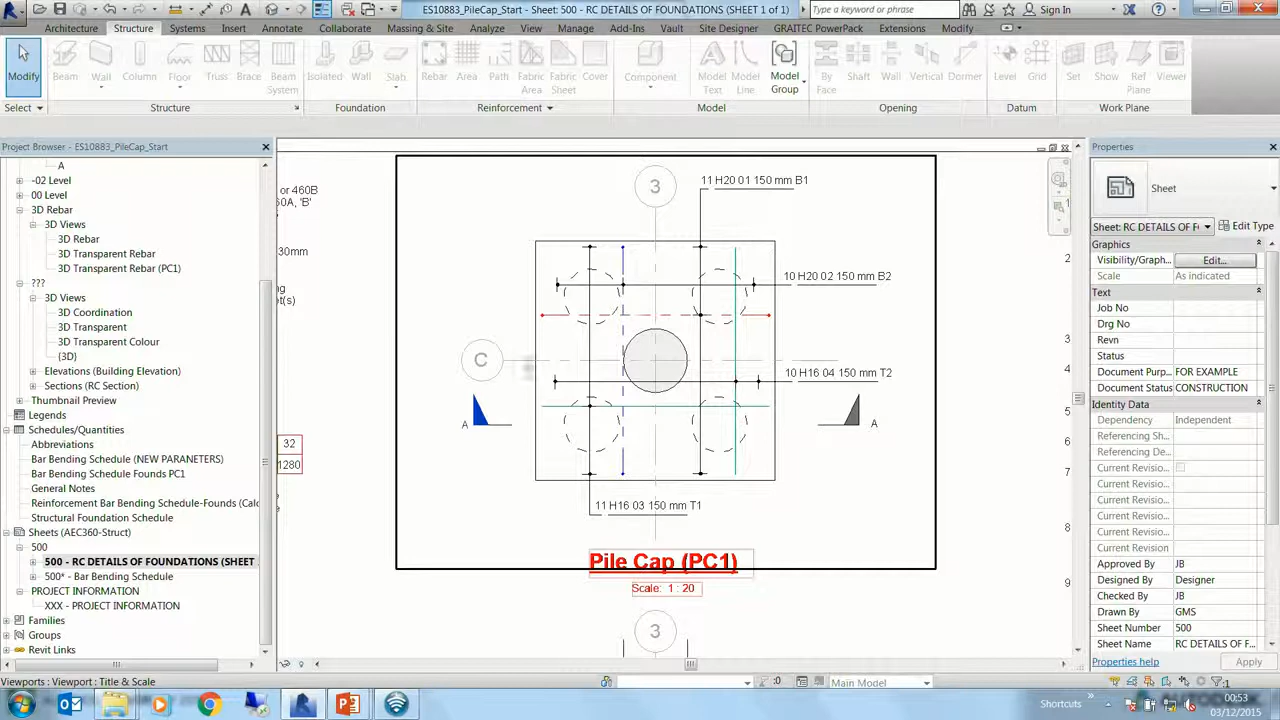 ES10883_PileCap_Start - Sheet: 500 - RC DETAILS OF FOUNDATIONS (SHEET 1 of 1)
Type a keyword or phrase
Sign In
Architecture Structure Systems Insert Annotate Collaborate Massing & Site Analyze View Manage Add-Ins Vault Site Designer GRAITEC PowerPack Extensions Modify
Modify Beam Wall Column Floor Truss Brace Beam System Isolated Wall Slab Rebar Area Path Fabric Area Fabric Sheet Cover Component Model Text Model Line Model Group By Face Shaft Wall Vertical Dormer Level Grid Set Show Ref Plane Viewer
Select Structure Foundation Reinforcement Model Opening Datum Work Plane
Project Browser - ES10883_PileCap_Start
A
-02 Level
00 Level
3D Rebar
3D Views
3D Rebar
3D Transparent Rebar
3D Transparent Rebar (PC1)
???
3D Views
3D Coordination
3D Transparent
3D Transparent Colour
{3D}
Elevations (Building Elevation)
Sections (RC Section)
Thumbnail Preview
Legends
Schedules/Quantities
Abbreviations
Bar Bending Schedule (NEW PARANETERS)
Bar Bending Schedule Founds PC1
General Notes
Reinforcement Bar Bending Schedule-Founds (Calc
Structural Foundation Schedule
Sheets (AEC360-Struct)
500
500 - RC DETAILS OF FOUNDATIONS (SHEET
500* - Bar Bending Schedule
PROJECT INFORMATION
XXX - PROJECT INFORMATION
Families
Groups
Revit Links
or 460B
60A, 'B'
30mm
ng
nt(s)
32
1280
3
11 H20 01 150 mm B1
10 H20 02 150 mm B2
C
10 H16 04 150 mm T2
A
A
11 H16 03 150 mm T1
Pile Cap (PC1)
Scale: 1 : 20
3
1
2
3
4
5
6
7
8
9
Properties
Sheet
Sheet: RC DETAILS OF F Edit Type
Graphics
Visibility/Graph... Edit...
Scale As indicated
Text
Job No
Drg No
Revn
Status
Document Purp... FOR EXAMPLE
Document Status CONSTRUCTION
Identity Data
Dependency Independent
Referencing Sh...
Referencing De...
Current Revisio...
Current Revisio...
Current Revisio...
Current Revisio...
Current Revisio...
Current Revision
Approved By JB
Designed By Designer
Checked By JB
Drawn By GMS
Sheet Number 500
Sheet Name RC DETAILS OF F...
Properties help Apply
Viewports : Viewport : Title & Scale
:0 Main Model :1
Shortcuts
00:53
03/12/2015